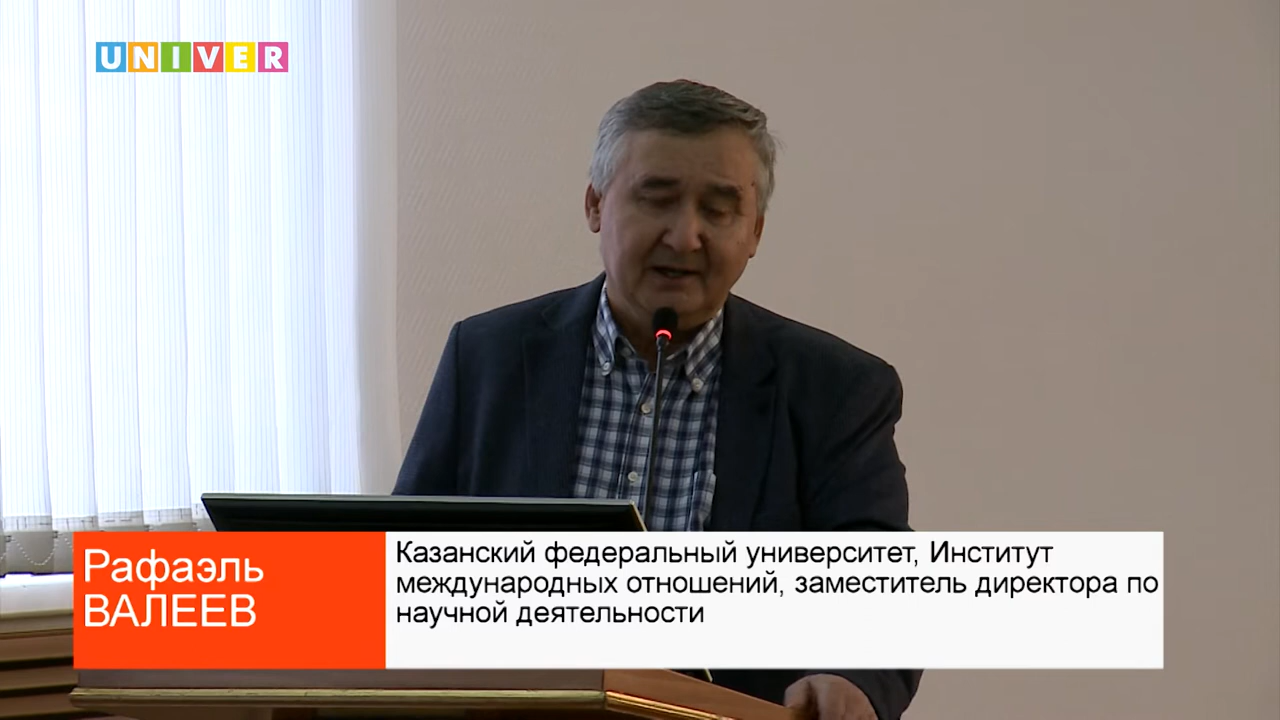 UNIVER
Рафаэль
ВАЛЕЕВ
Казанский федеральный университет, Институт
международных отношений, заместитель директора по
научной деятельности